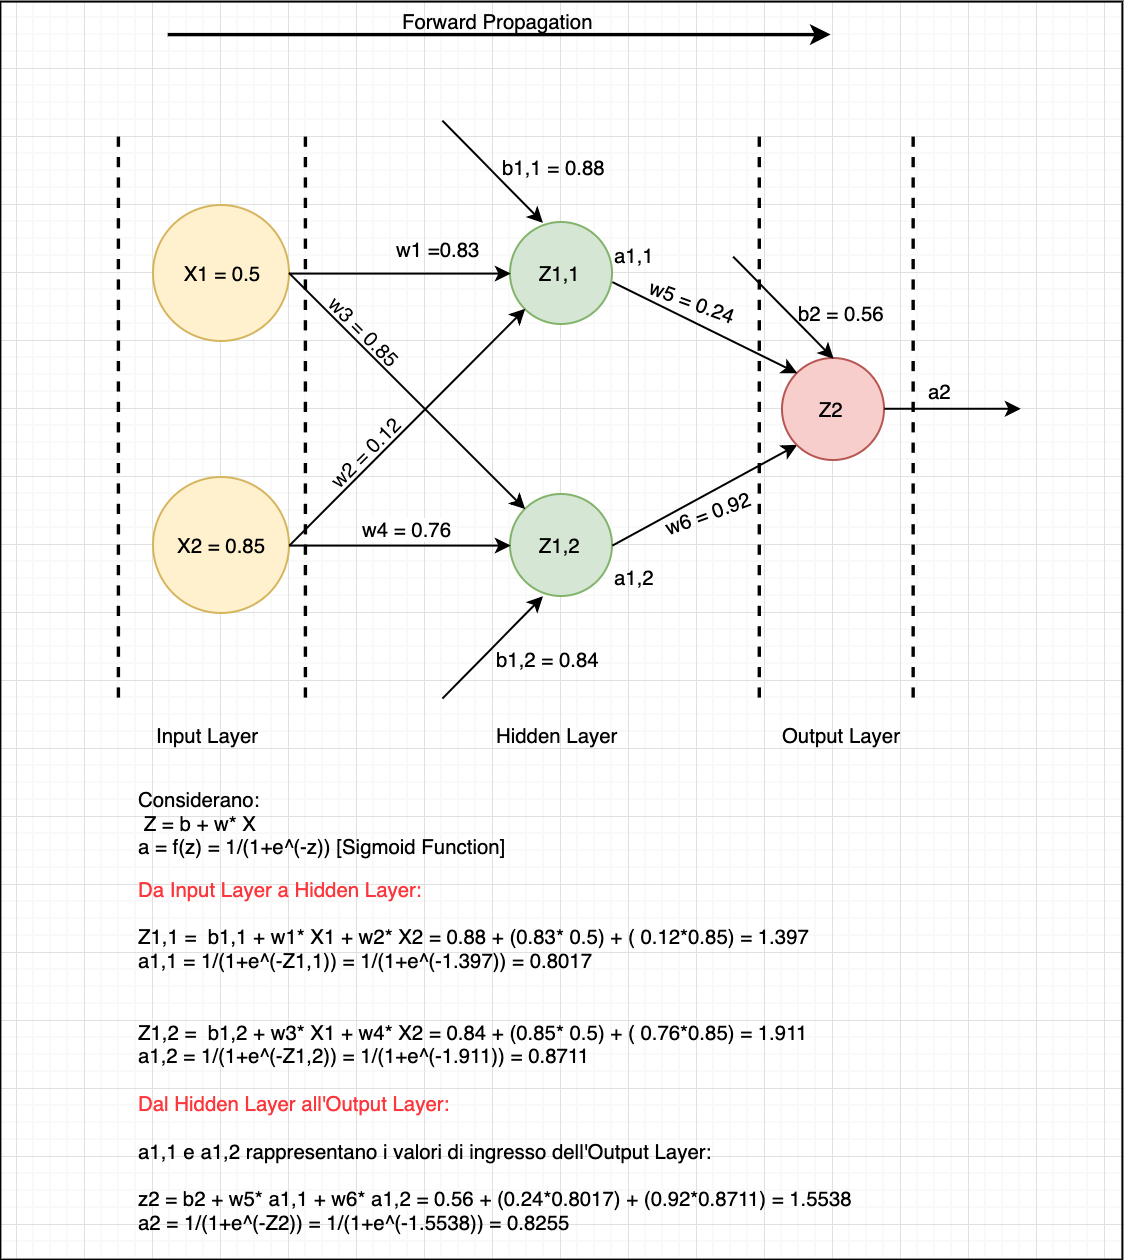 Forward Propagation
b1,1 = 0.88
w1 =0.83
X1 = 0.5
Z1,1
a1,1
w3 = 0.85
w5 = 0.24
b2 = 0.56
Z2
a2
w2 = 0.12
w4 = 0.76
X2 = 0.85
Z1,2
w6 = 0.92
a1,2
b1,2 = 0.84
Input Layer
Hidden Layer
Output Layer
Considerano:
Z = b + w* X
a = f(z) = 1/(1+e^(-z)) [Sigmoid Function]
Da Input Layer a Hidden Layer:
Z1,1 = b1,1 + w1* X1 + w2* X2 = 0.88 + (0.83* 0.5) + ( 0.12*0.85) = 1.397
a1,1 = 1/(1+e^(-Z1,1)) = 1/(1+e^(-1.397)) = 0.8017
Z1,2 = b1,2 + w3* X1 + w4* X2 = 0.84 + (0.85* 0.5) + ( 0.76*0.85) = 1.911
a1,2 = 1/(1+e^(-Z1,2)) = 1/(1+e^(-1.911)) = 0.8711
Dal Hidden Layer all'Output Layer:
a1,1 e a1,2 rappresentano i valori di ingresso dell'Output Layer:
z2 = b2 + w5* a1,1 + w6* a1,2 = 0.56 + (0.24*0.8017) + (0.92*0.8711) = 1.5538
a2 = 1/(1+e^(-Z2)) = 1/(1+e^(-1.5538)) = 0.8255